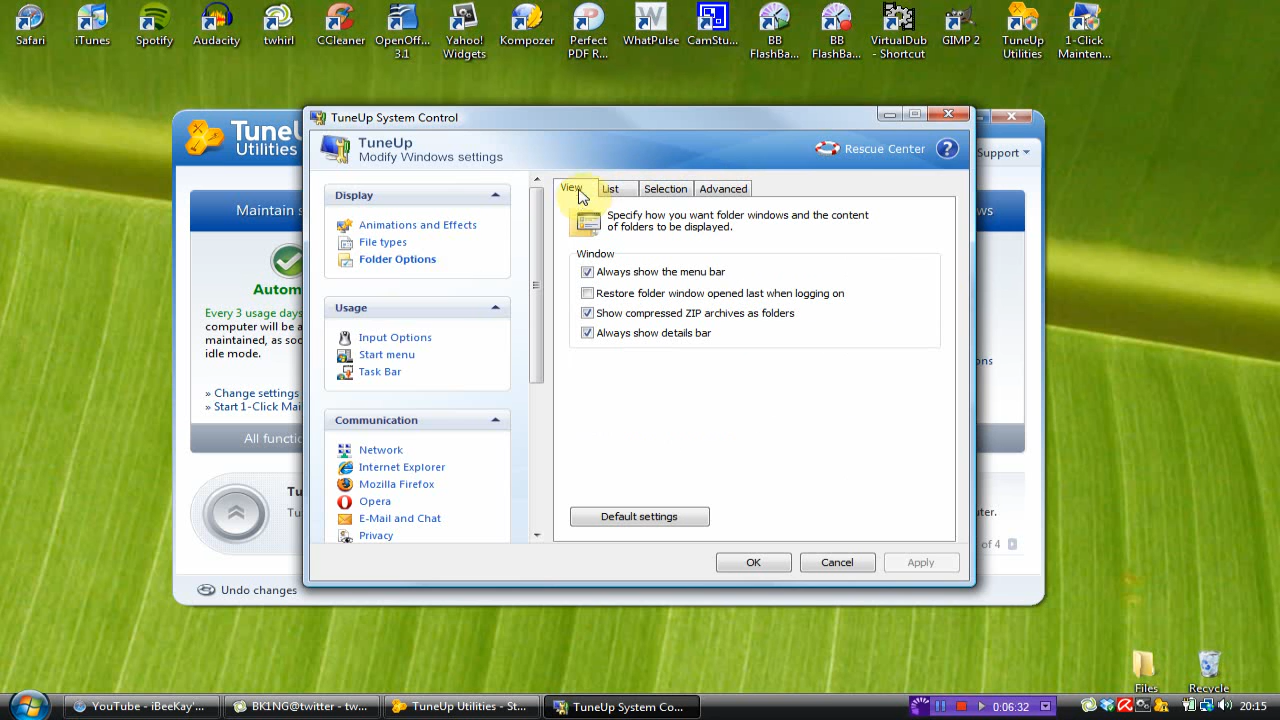 Safari
iTunes
Spotify
Audacity
twhirl
CCleaner
OpenOff...
3.1
Yahoo!
Widgets
Kompozer
Perfect
PDF R...
WhatPulse
CamStu...
BB
FlashBa...
BB
FlashBa...
VirtualDub
- Shortcut
GIMP 2
TuneUp
Utilities
1-Click
Mainten...
TuneU
Utilities
Support
Maintain s
ws
Autom
Every 3 usage days
computer will be a
maintained, as soo
idle mode.
» Change settings
» Start 1-Click Mai
All functio
ons
Tu
Tu
ter.
of 4
Undo changes
TuneUp System Control
TuneUp
Modify Windows settings
Rescue Center
?
Display
Animations and Effects
File types
Folder Options
Usage
Input Options
Start menu
Task Bar
Communication
Network
Internet Explorer
Mozilla Firefox
Opera
E-Mail and Chat
Privacy
View
List
Selection
Advanced
Specify how you want folder windows and the content
of folders to be displayed.
Window
Always show the menu bar
Restore folder window opened last when logging on
Show compressed ZIP archives as folders
Always show details bar
Default settings
OK
Cancel
Apply
Files
Recycle
YouTube - iBeeKay'...
BK1NG@twitter - tw...
TuneUp Utilities - St...
TuneUp System Co...
0:06:32
20:15